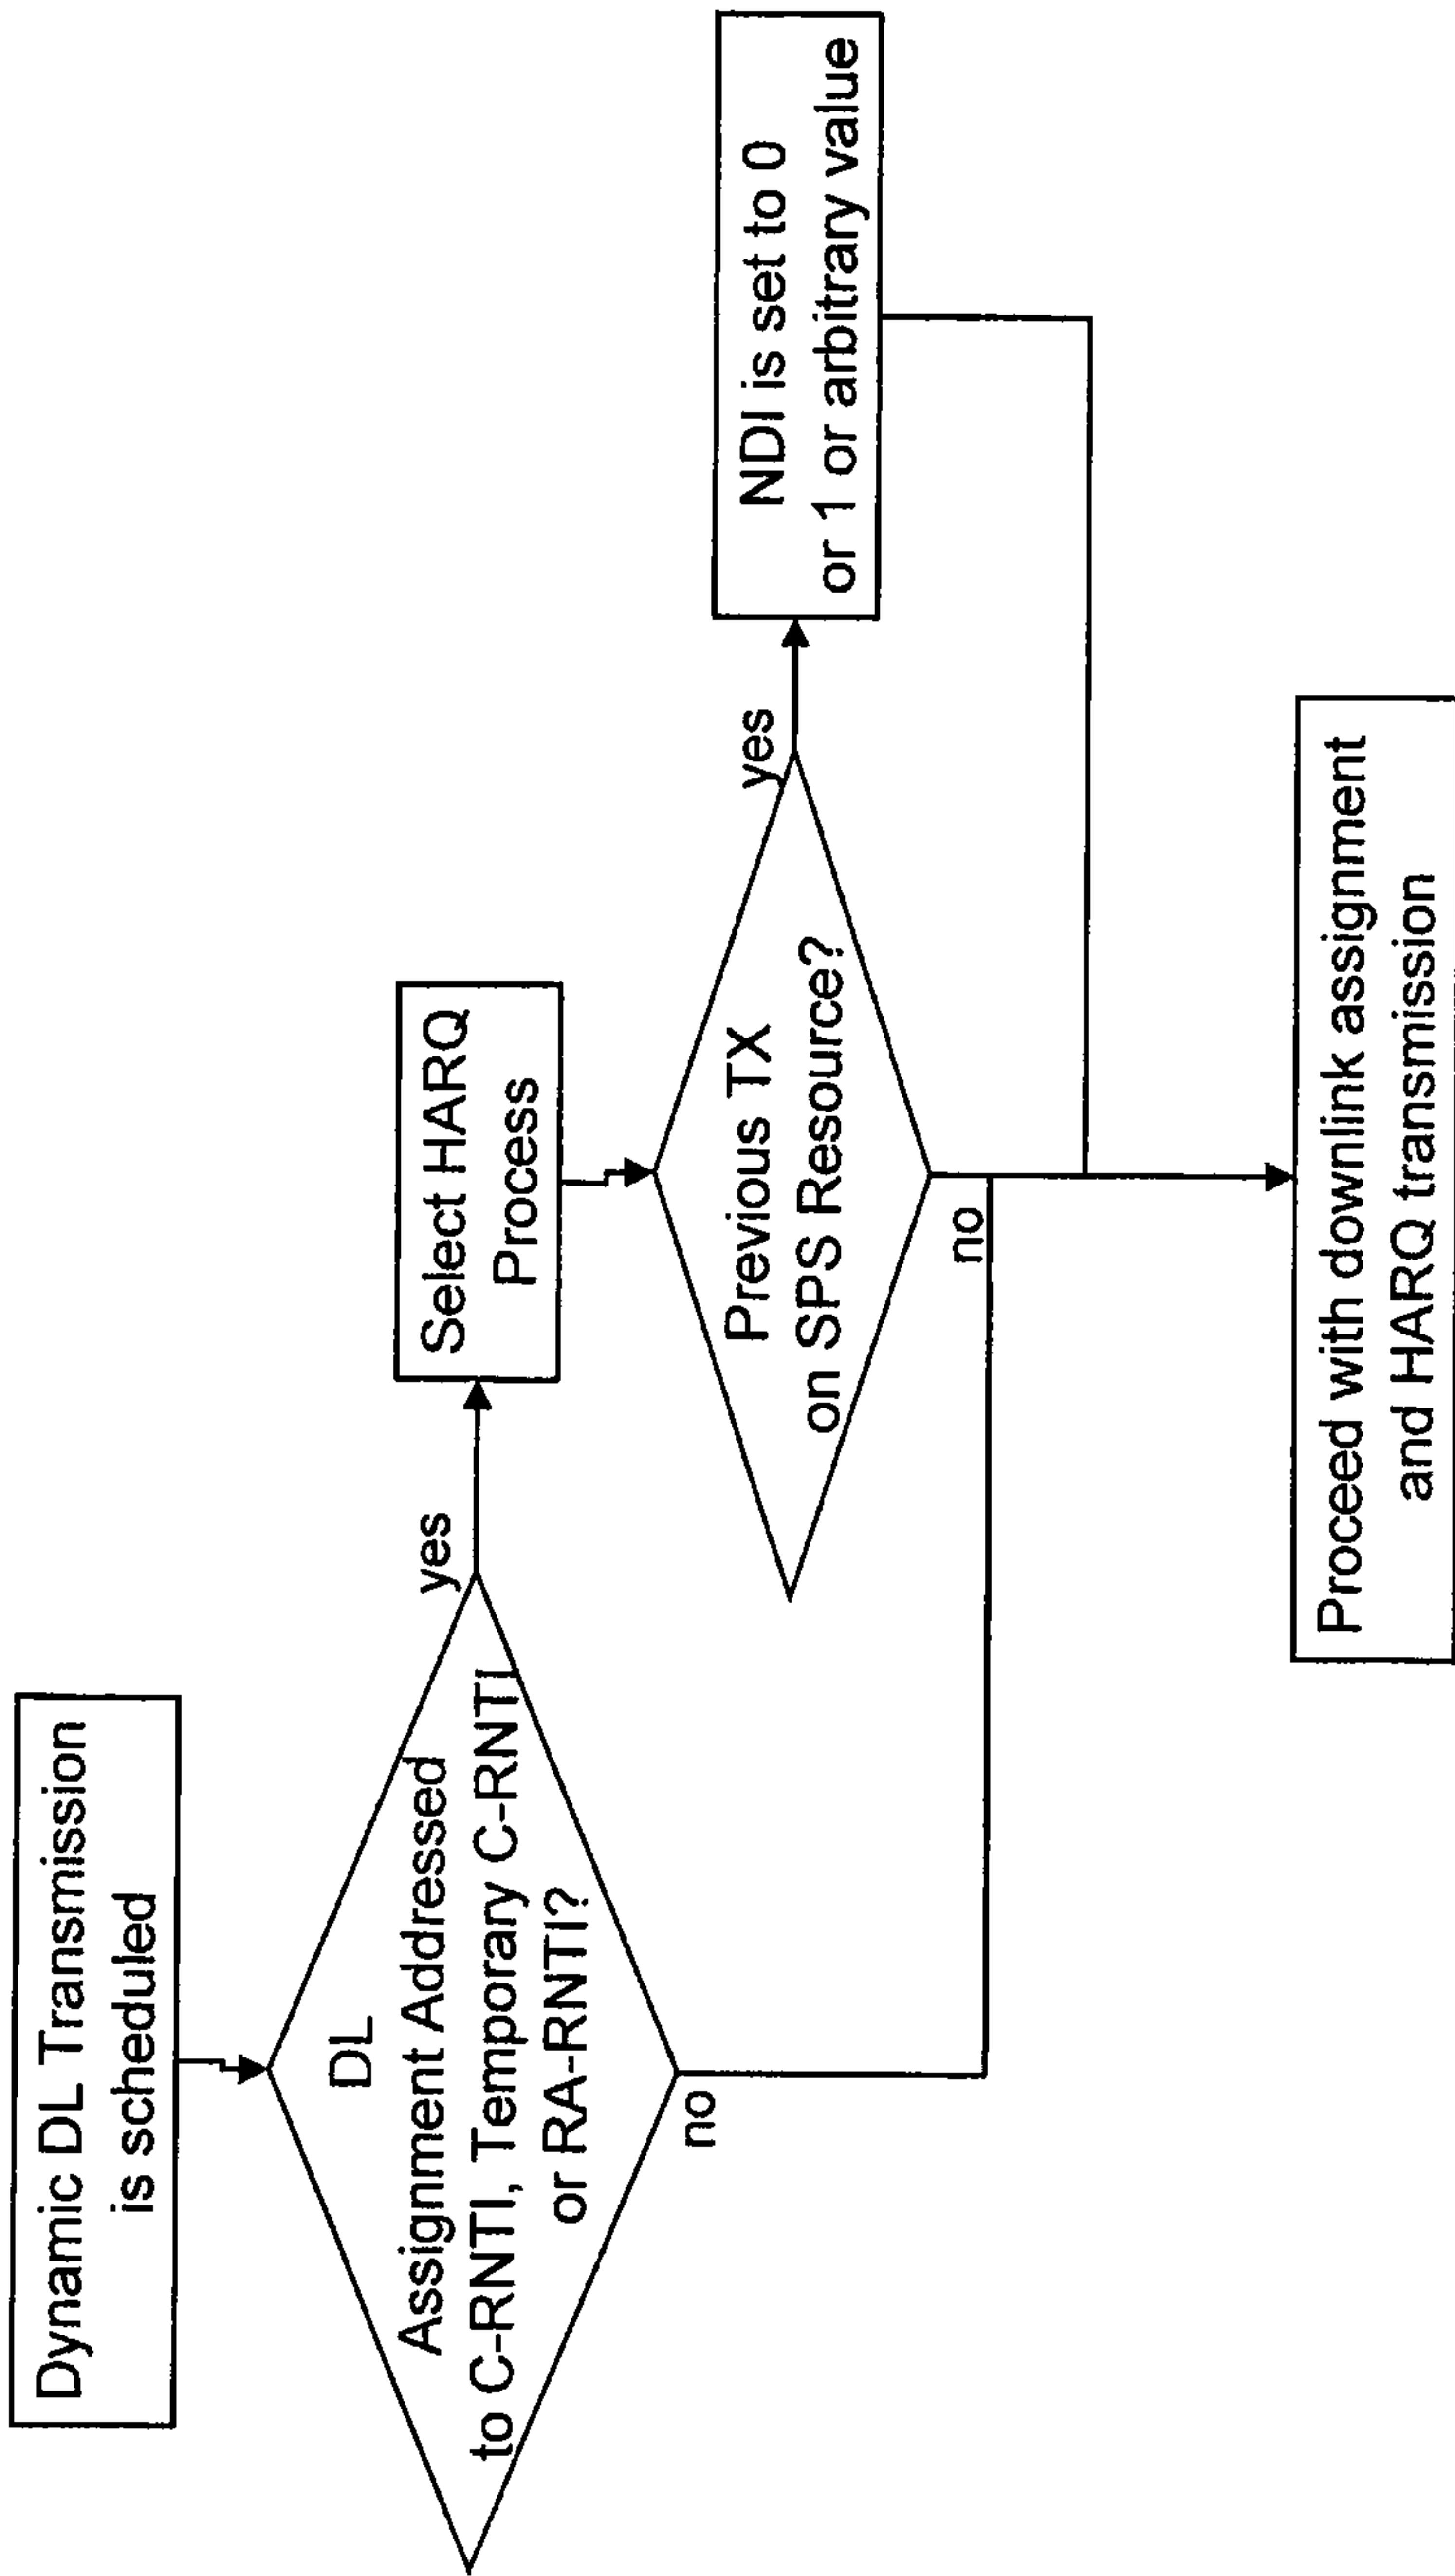 Dynamic DL Transmission
is scheduled
DL
Assignment Addressed
to C-RNTI, Temporary C-RNTI
or RA-RNTI?
yes
no
Select HARQ
Process
Previous TX
on SPS Resource?
yes
no
NDI is set to 0
or 1 or arbitrary value
Proceed with downlink assignment
and HARQ transmission